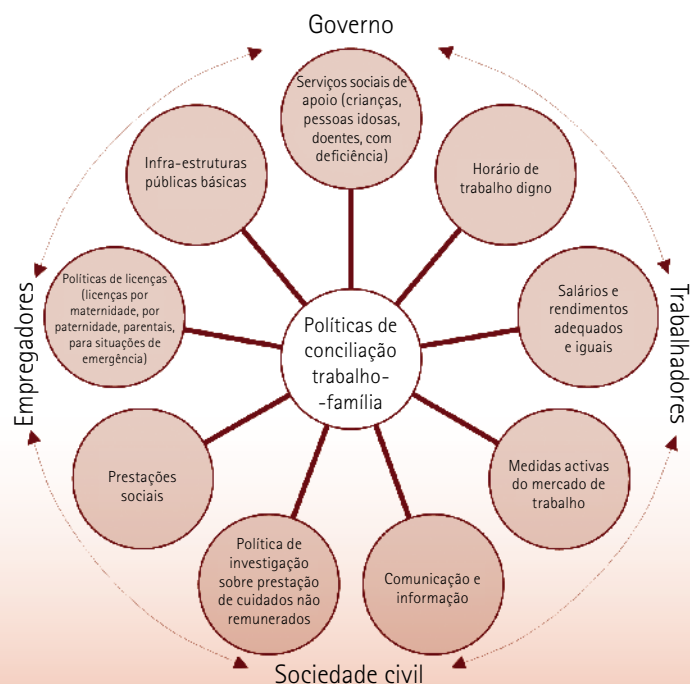 Governo
Serviços sociais de
apoio (crianças,
pessoas idosas,
doentes, com
deficiência)
Horário de
trabalho digno
Salários e
rendimentos
adequados
e iguais
Medidas activas
do mercado de
trabalho
Comunicação e
informação
Política de
investigação
sobre prestação
de cuidados não
remunerados
Prestações
sociais
Políticas de licenças
(licenças por
maternidade, por
paternidade, parentais,
para situações de
emergência)
Infra-estruturas
públicas básicas
Políticas de
conciliação
trabalho-
-família
Empregadores
Trabalhadores
Sociedade civil